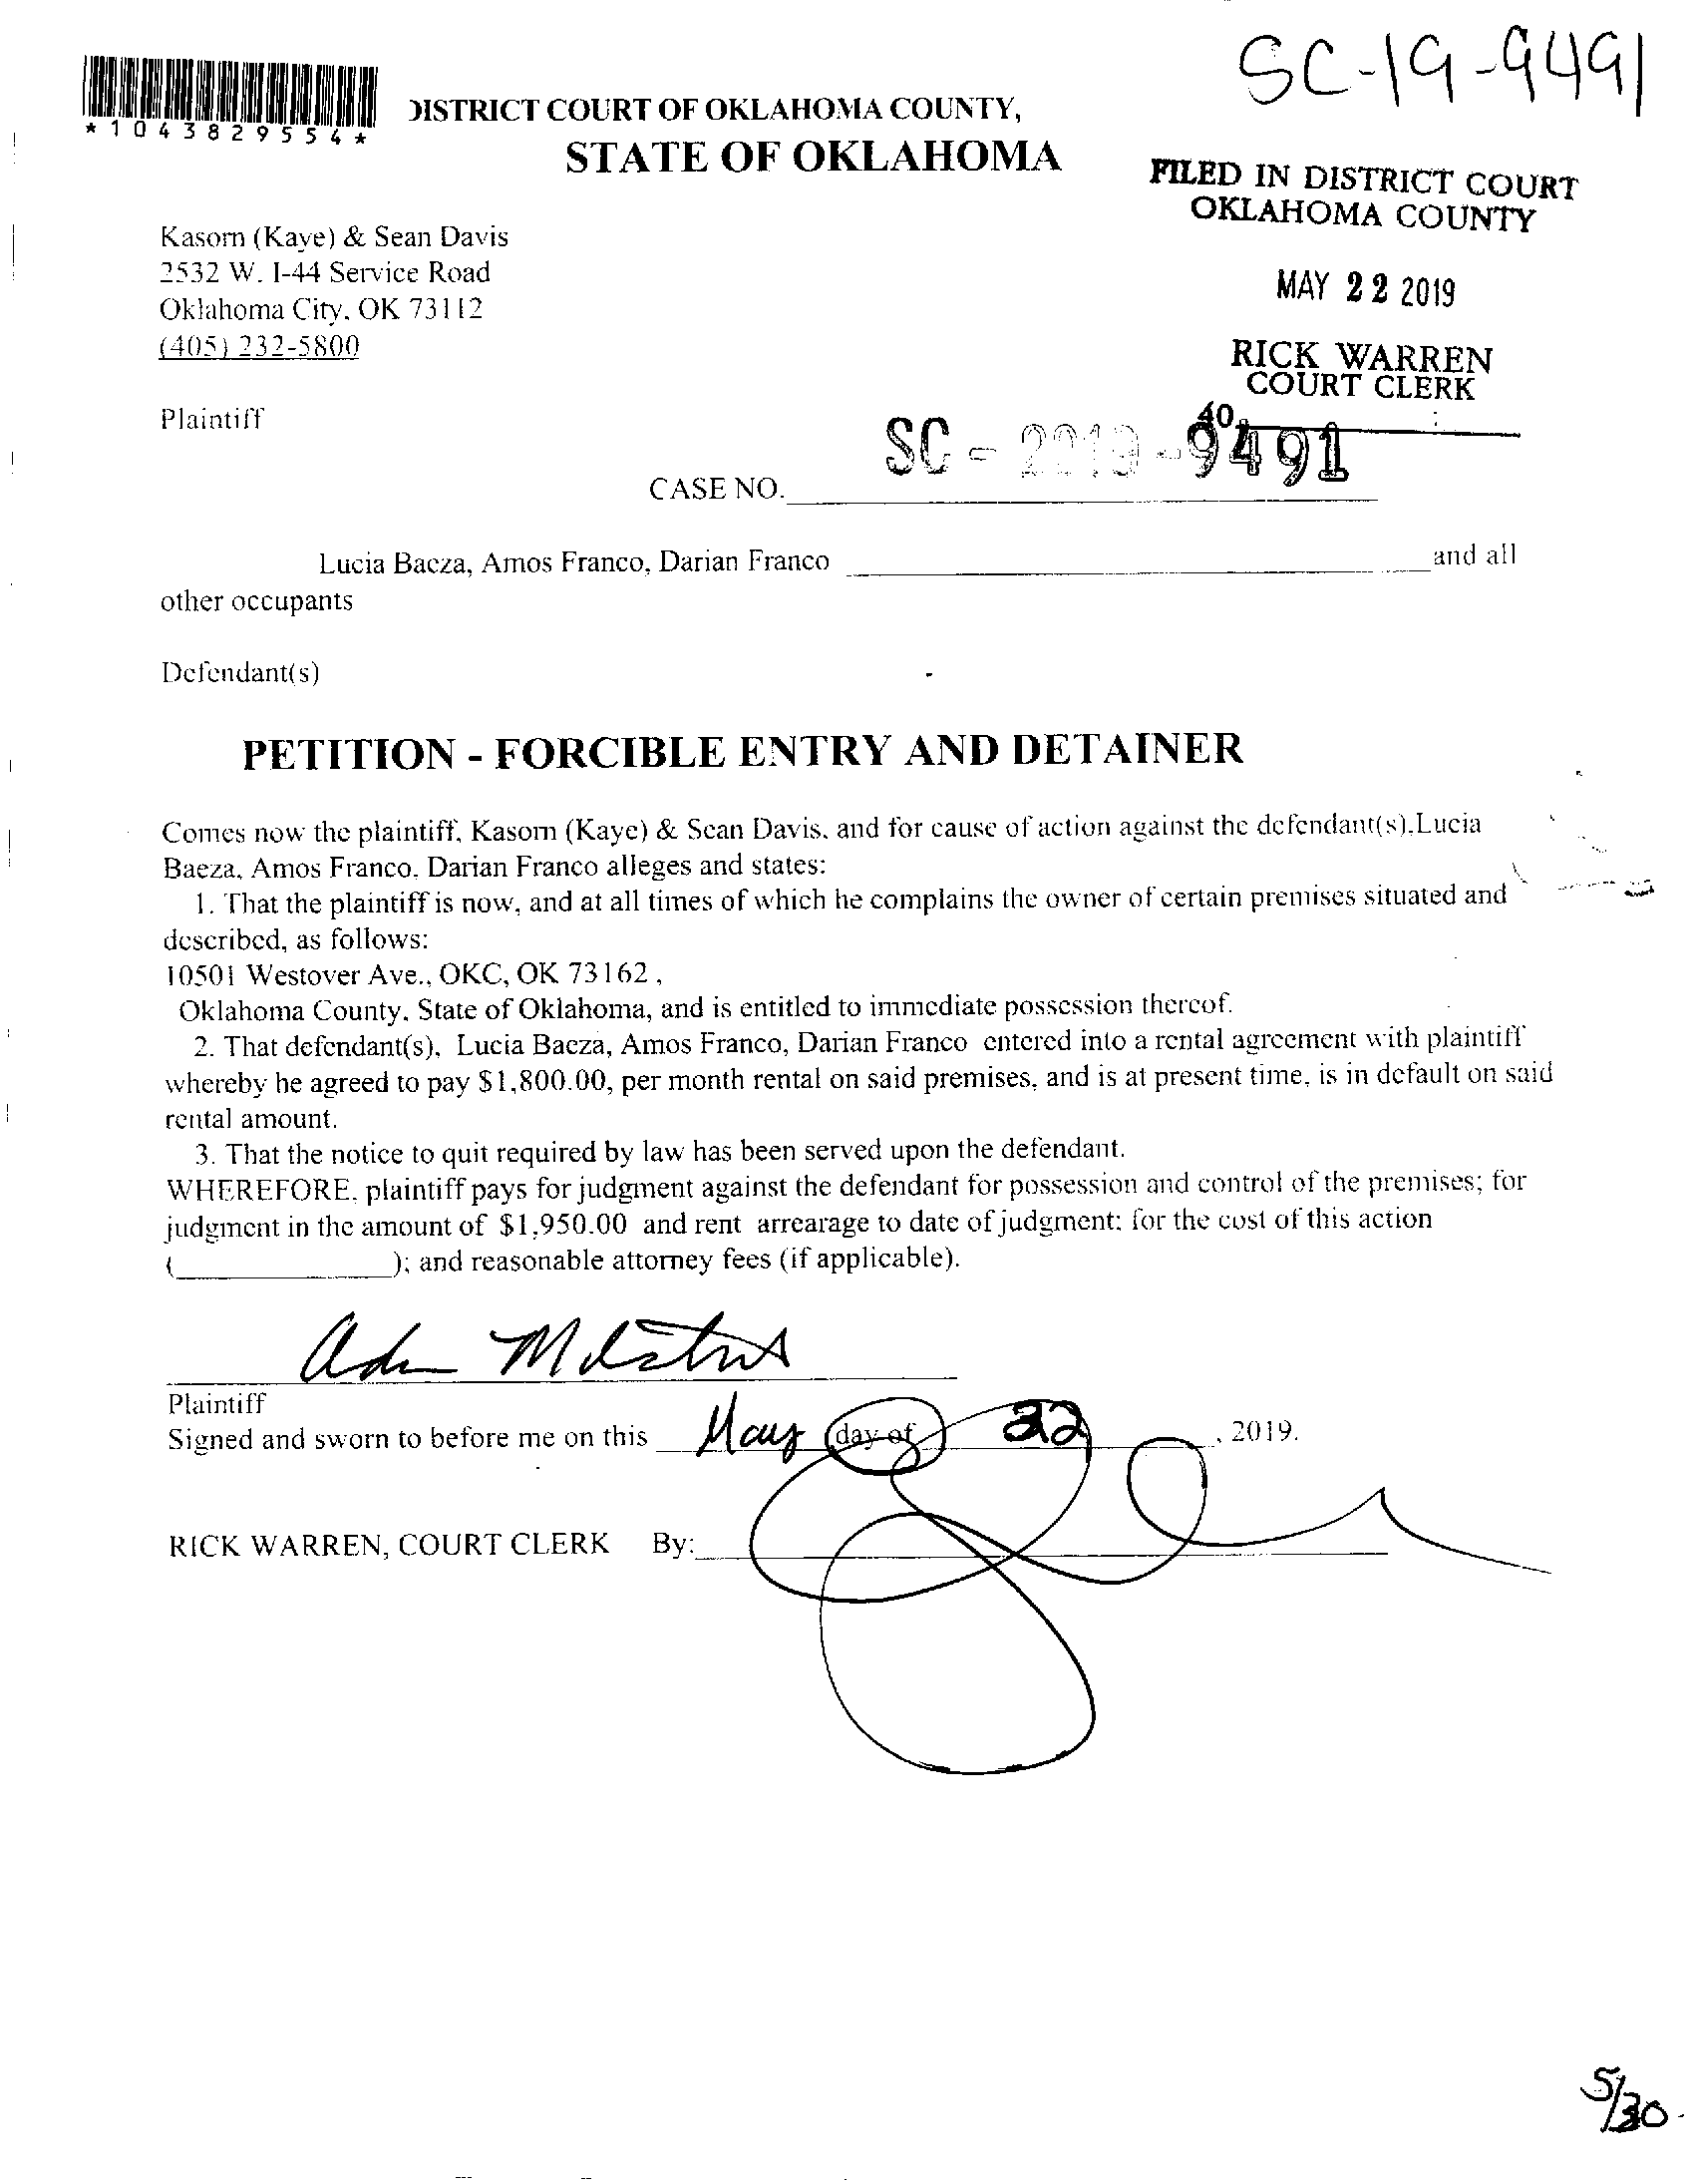 SC-19-9491
*1043829554*
DISTRICT COURT OF OKLAHOMA COUNTY,
STATE OF OKLAHOMA
FILED IN DISTRICT COURT
OKLAHOMA COUNTY
Kasom (Kaye) & Sean Davis
2532 W. I-44 Service Road
Oklahoma City, OK 73112
(405) 232-5800
MAY 22 2019
RICK WARREN
COURT CLERK
40
Plaintiff
SC - 2019 - 9491
CASE NO.
Lucia Baeza, Amos Franco, Darian Franco and all
other occupants
Defendant(s)
PETITION - FORCIBLE ENTRY AND DETAINER
Comes now the plaintiff, Kasom (Kaye) & Sean Davis, and for cause of action against the defendant(s),Lucia
Baeza, Amos Franco, Darian Franco alleges and states:
1. That the plaintiff is now, and at all times of which he complains the owner of certain premises situated and
described, as follows:
10501 Westover Ave., OKC, OK 73162 ,
Oklahoma County, State of Oklahoma, and is entitled to immediate possession thereof.
2. That defendant(s), Lucia Baeza, Amos Franco, Darian Franco entered into a rental agreement with plaintiff
whereby he agreed to pay $1,800.00, per month rental on said premises, and is at present time, is in default on said
rental amount.
3. That the notice to quit required by law has been served upon the defendant.
WHEREFORE, plaintiff pays for judgment against the defendant for possession and control of the premises; for
judgment in the amount of $1,950.00 and rent arrearage to date of judgment; for the cost of this action
(                ); and reasonable attorney fees (if applicable).
Plaintiff
Signed and sworn to before me on this May day of 22, 2019.
RICK WARREN, COURT CLERK By:
5/30